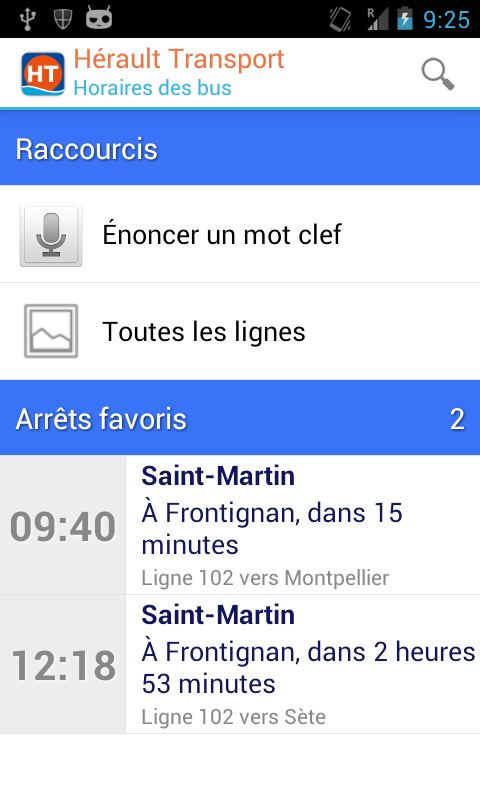 R
9:25
HT
Hérault Transport
Horaires des bus
Raccourcis
Énoncer un mot clef
Toutes les lignes
Arrêts favoris 2
09:40
Saint-Martin
À Frontignan, dans 15
minutes
Ligne 102 vers Montpellier
12:18
Saint-Martin
À Frontignan, dans 2 heures
53 minutes
Ligne 102 vers Sète